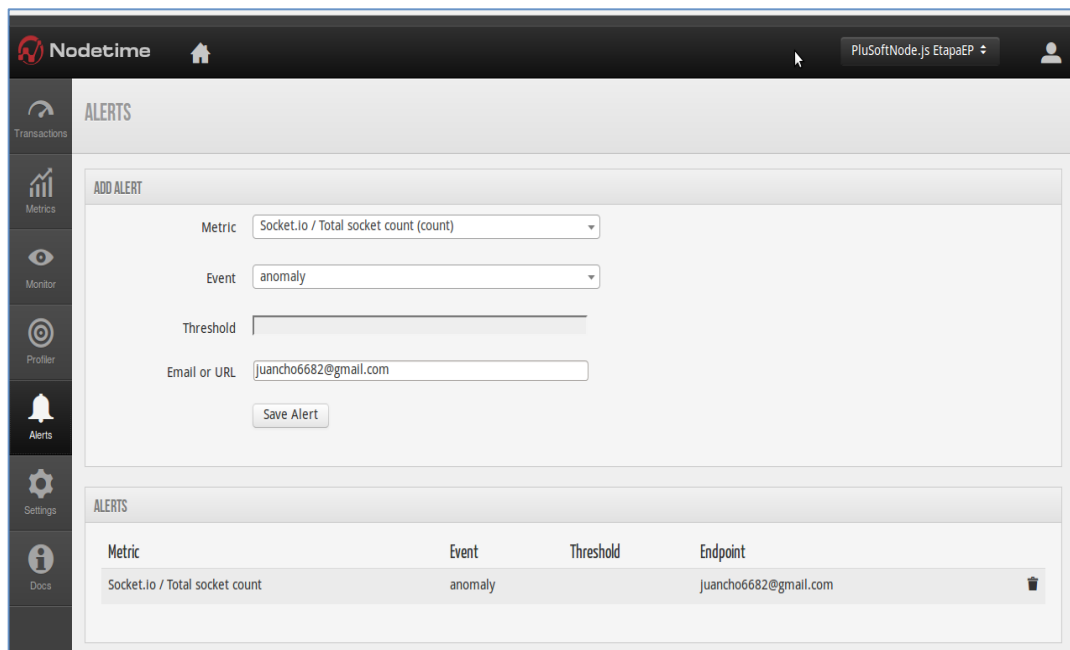 Nodetime
PluSoftNode.js EtapaEP
Transactions
Metrics
Monitor
Profiler
Alerts
Settings
Docs
ALERTS
ADD ALERT
Metric Socket.io / Total socket count (count)
Event anomaly
Threshold
Email or URL juancho6682@gmail.com
Save Alert
ALERTS
Metric Event Threshold Endpoint
Socket.io / Total socket count anomaly juancho6682@gmail.com